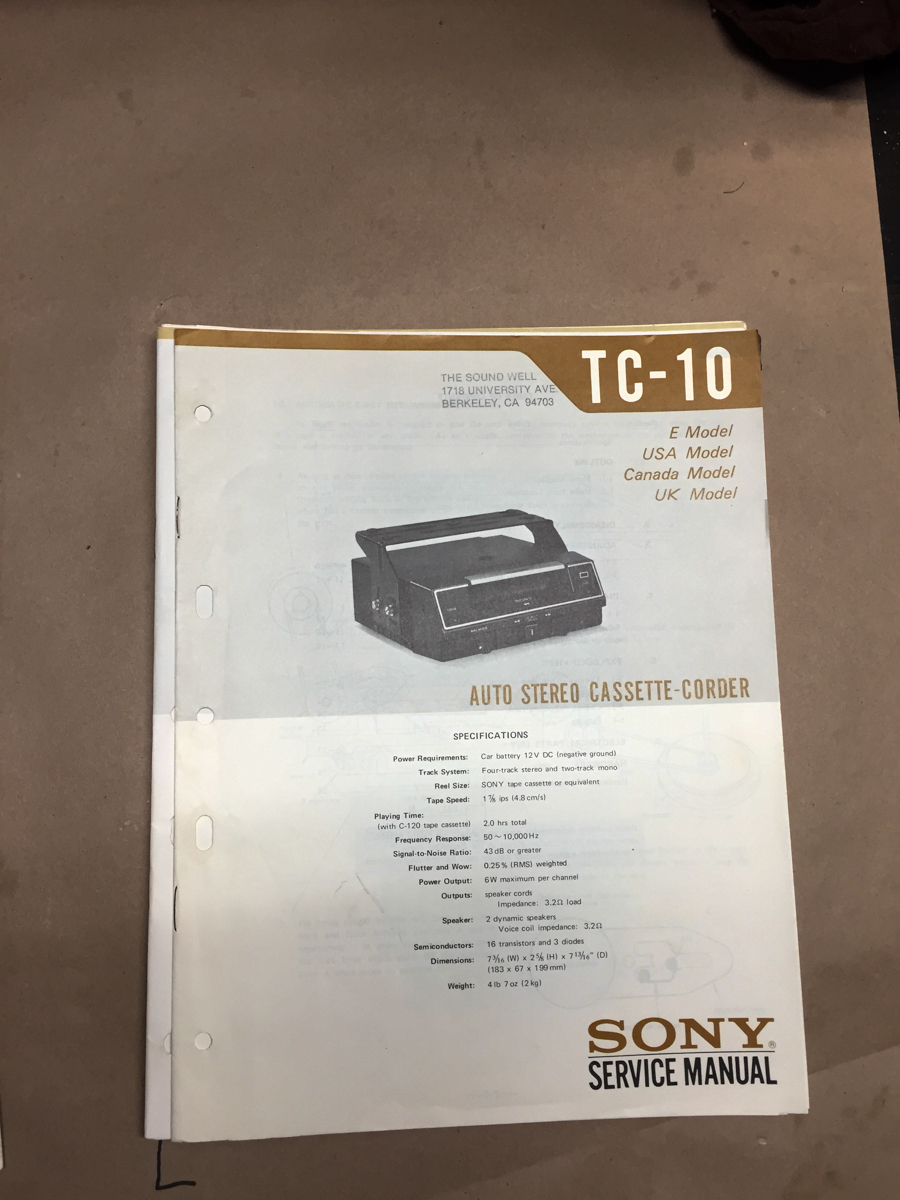 TC-10
THE SOUND WELL
1718 UNIVERSITY AVE.
BERKELEY, CA 94703
E Model
USA Model
Canada Model
UK Model
AUTO STEREO CASSETTE-CORDER
SPECIFICATIONS
Power Requirements: Car battery 12V DC (negative ground)
Track System: Four-track stereo and two-track mono
Reel Size: SONY tape cassette or equivalent
Tape Speed: 1 7/8 ips (4.8 cm/s)
Playing Time:
(with C-120 tape cassette) 2.0 hrs total
Frequency Response: 50 ~ 10,000 Hz
Signal-to-Noise Ratio: 43 dB or greater
Flutter and Wow: 0.25% (RMS) weighted
Power Output: 6W maximum per channel
Outputs: speaker cords
Impedance: 3.2Ω load
Speaker: 2 dynamic speakers
Voice coil impedance: 3.2Ω
Semiconductors: 16 transistors and 3 diodes
Dimensions: 7 3/16 (W) x 2 5/8 (H) x 7 13/16" (D)
(183 x 67 x 199 mm)
Weight: 4 lb 7 oz (2 kg)
SONY®
SERVICE MANUAL